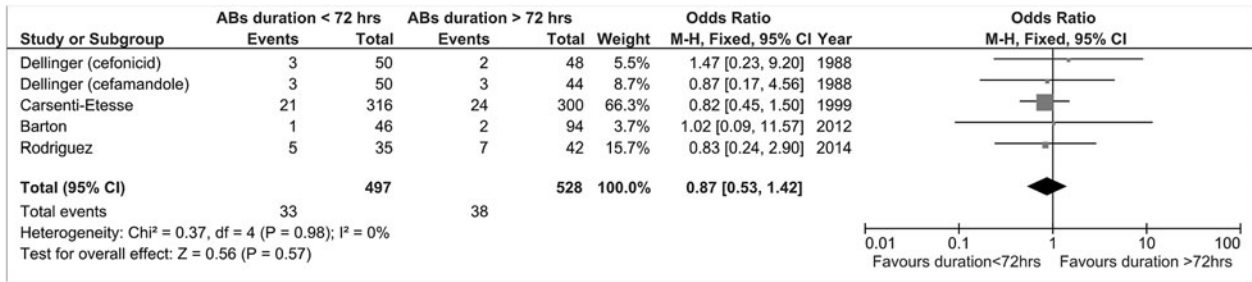 ABs duration < 72 hrs ABs duration > 72 hrs Odds Ratio Odds Ratio
Study or Subgroup Events Total Events Total Weight M-H, Fixed, 95% CI Year M-H, Fixed, 95% CI
Dellinger (cefonicid) 3 50 2 48 5.5% 1.47 [0.23, 9.20] 1988
Dellinger (cefamandole) 3 50 3 44 8.7% 0.87 [0.17, 4.56] 1988
Carsenti-Etesse 21 316 24 300 66.3% 0.82 [0.45, 1.50] 1999
Barton 1 46 2 94 3.7% 1.02 [0.09, 11.57] 2012
Rodriguez 5 35 7 42 15.7% 0.83 [0.24, 2.90] 2014
Total (95% CI) 497 528 100.0% 0.87 [0.53, 1.42]
Total events 33 38
Heterogeneity: Chi² = 0.37, df = 4 (P = 0.98); I² = 0%
Test for overall effect: Z = 0.56 (P = 0.57)
0.01 0.1 1 10 100
Favours duration<72hrs Favours duration >72hrs